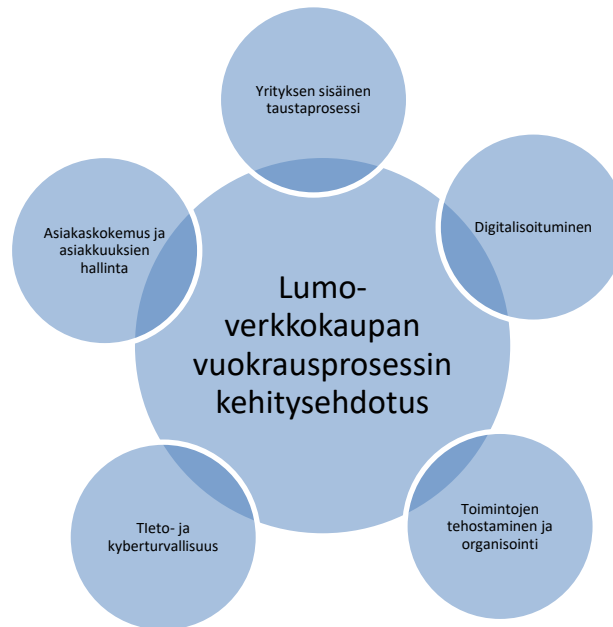 Yrityksen sisäinen
taustaprosessi
Digitalisoituminen
Asiakaskokemus ja
asiakkuuksien
hallinta
Lumo-
verkkokaupan
vuokrausprosessin
kehitysehdotus
Toimintojen
tehostaminen ja
organisointi
TIeto- ja
kyberturvallisuus